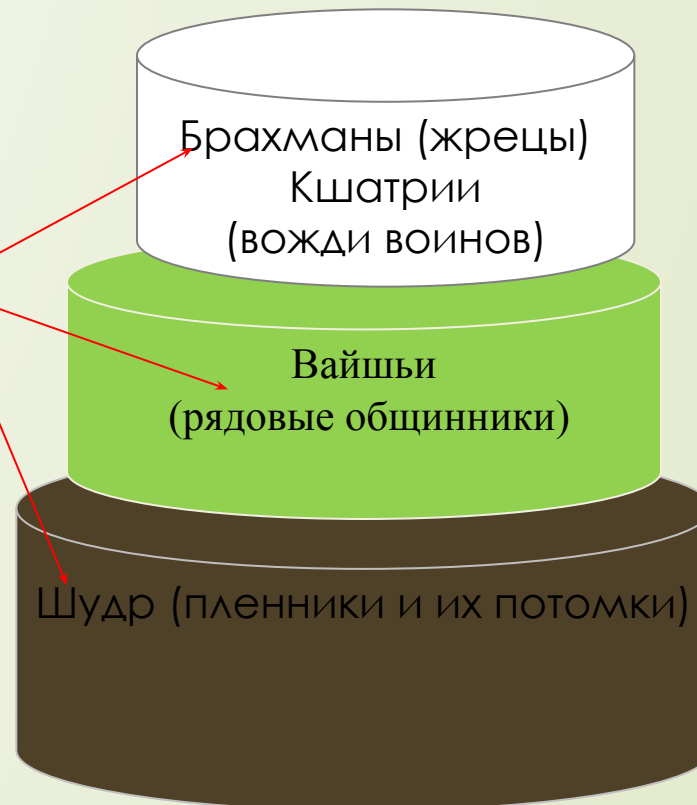 Брахманы (жрецы)
Кшатрии
(вожди воинов)
Вайшьи
(рядовые общинники)
Шудр (пленники и их потомки)